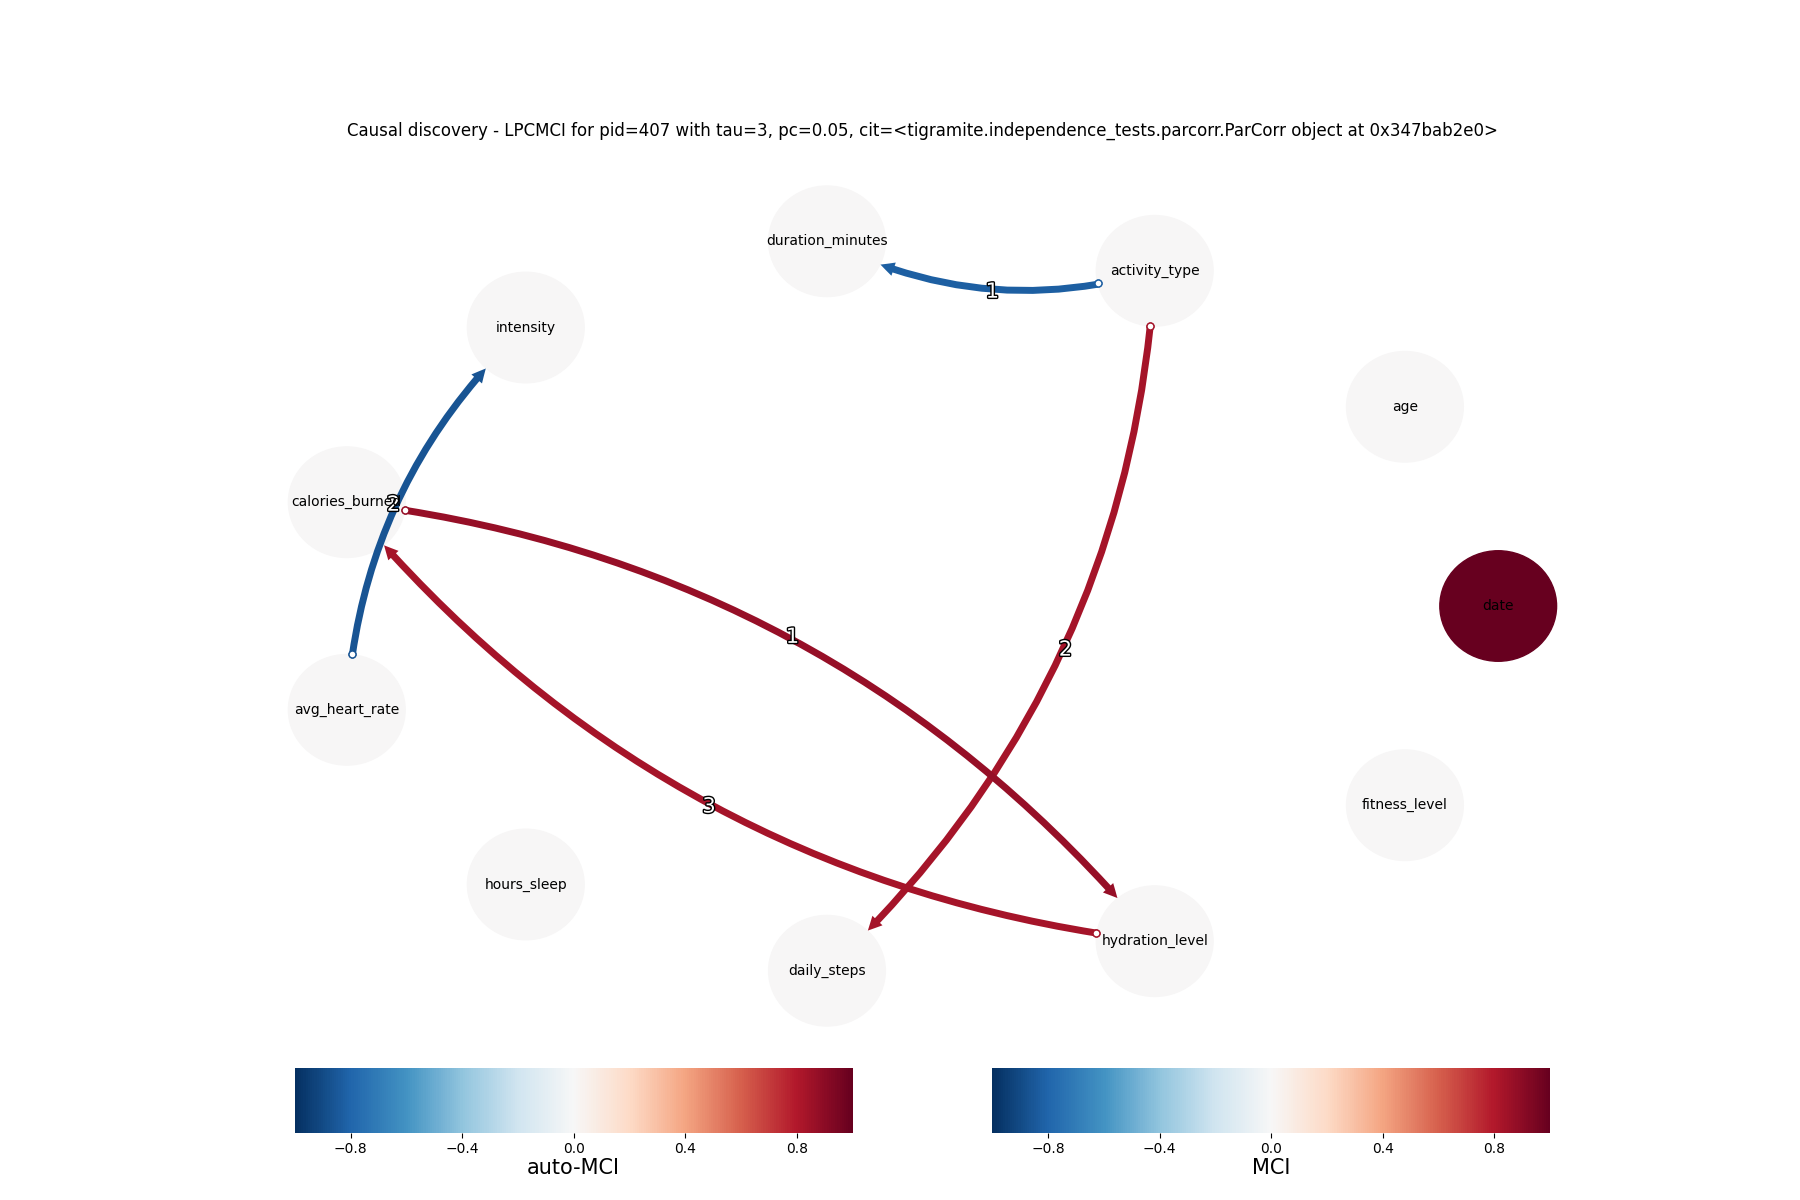 Causal discovery - LPCMCI for pid=407 with tau=3, pc=0.05, cit=<tigramite.independence_tests.parcorr.ParCorr object at 0x347bab2e0>
duration_minutes
activity_type
1
intensity
age
calories_burne
2
date
1
2
avg_heart_rate
3
fitness_level
hours_sleep
hydration_level
daily_steps
−0.8 −0.4 0.0 0.4 0.8
auto-MCI
−0.8 −0.4 0.0 0.4 0.8
MCI